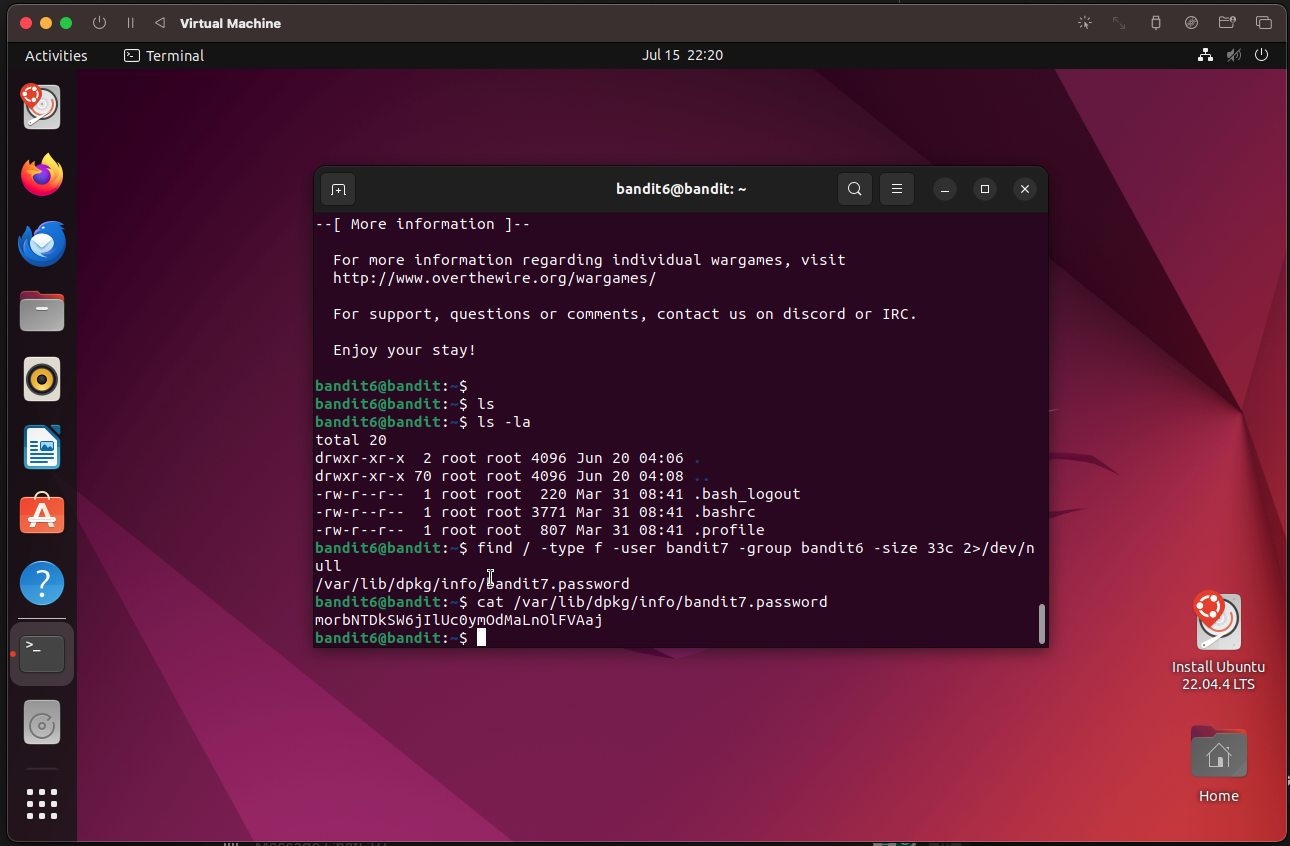 Virtual Machine
Activities
Terminal
Jul 15 22:20
bandit6@bandit: ~
--[ More information ]--
For more information regarding individual wargames, visit
http://www.overthewire.org/wargames/
For support, questions or comments, contact us on discord or IRC.
Enjoy your stay!
bandit6@bandit:~$
bandit6@bandit:~$ ls
bandit6@bandit:~$ ls -la
total 20
drwxr-xr-x  2 root root 4096 Jun 20 04:06 .
drwxr-xr-x 70 root root 4096 Jun 20 04:08 ..
-rw-r--r--  1 root root  220 Mar 31 08:41 .bash_logout
-rw-r--r--  1 root root 3771 Mar 31 08:41 .bashrc
-rw-r--r--  1 root root  807 Mar 31 08:41 .profile
bandit6@bandit:~$ find / -type f -user bandit7 -group bandit6 -size 33c 2>/dev/n
ull
/var/lib/dpkg/info/bandit7.password
bandit6@bandit:~$ cat /var/lib/dpkg/info/bandit7.password
morbNTDkSW6jIlUc0ymOdMaLnOlFVAaj
bandit6@bandit:~$
Install Ubuntu
22.04.4 LTS
Home